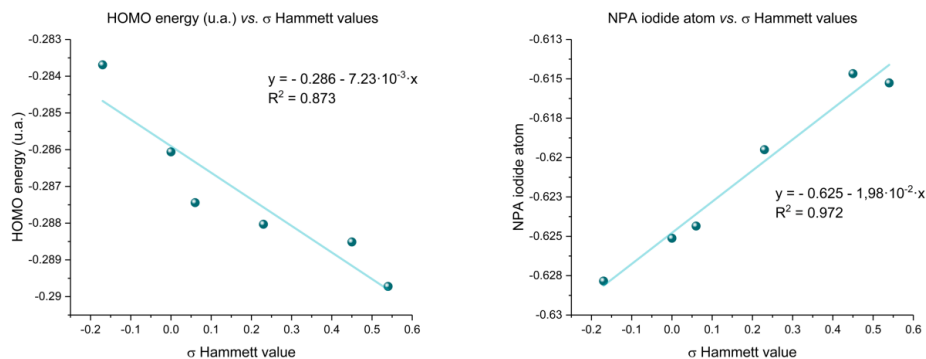 HOMO energy (u.a.) vs. σ Hammett values
-0.283
-0.284
-0.285
-0.286
-0.287
-0.288
-0.289
-0.29
HOMO energy (u.a.)
y = - 0.286 - 7.23·10-3·x
R2 = 0.873
-0.2 -0.1 0.0 0.1 0.2 0.3 0.4 0.5 0.6
σ Hammett value
NPA iodide atom vs. σ Hammett values
-0.613
-0.615
-0.618
-0.62
-0.623
-0.625
-0.628
-0.63
NPA iodide atom
y = - 0.625 - 1,98·10-2·x
R2 = 0.972
-0.2 -0.1 0.0 0.1 0.2 0.3 0.4 0.5 0.6
σ Hammett value